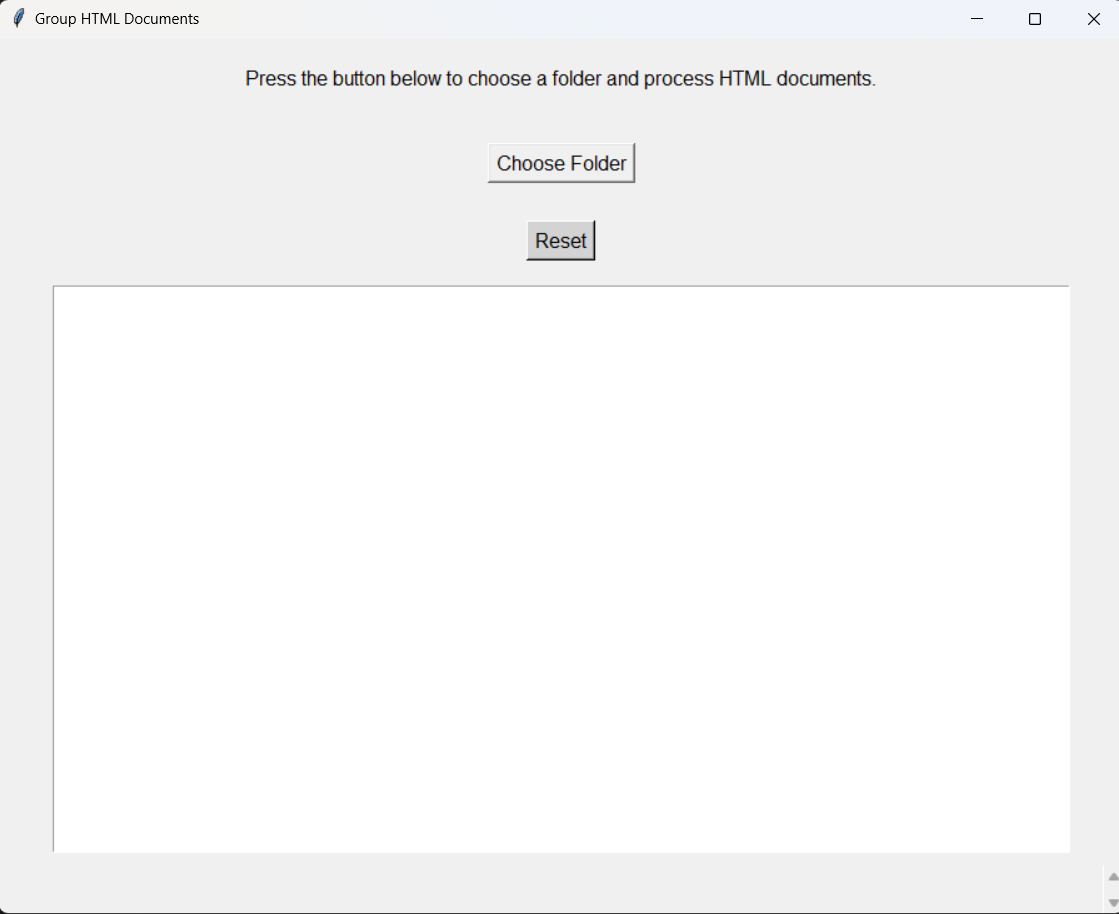 Group HTML Documents
Press the button below to choose a folder and process HTML documents.
Choose Folder
Reset